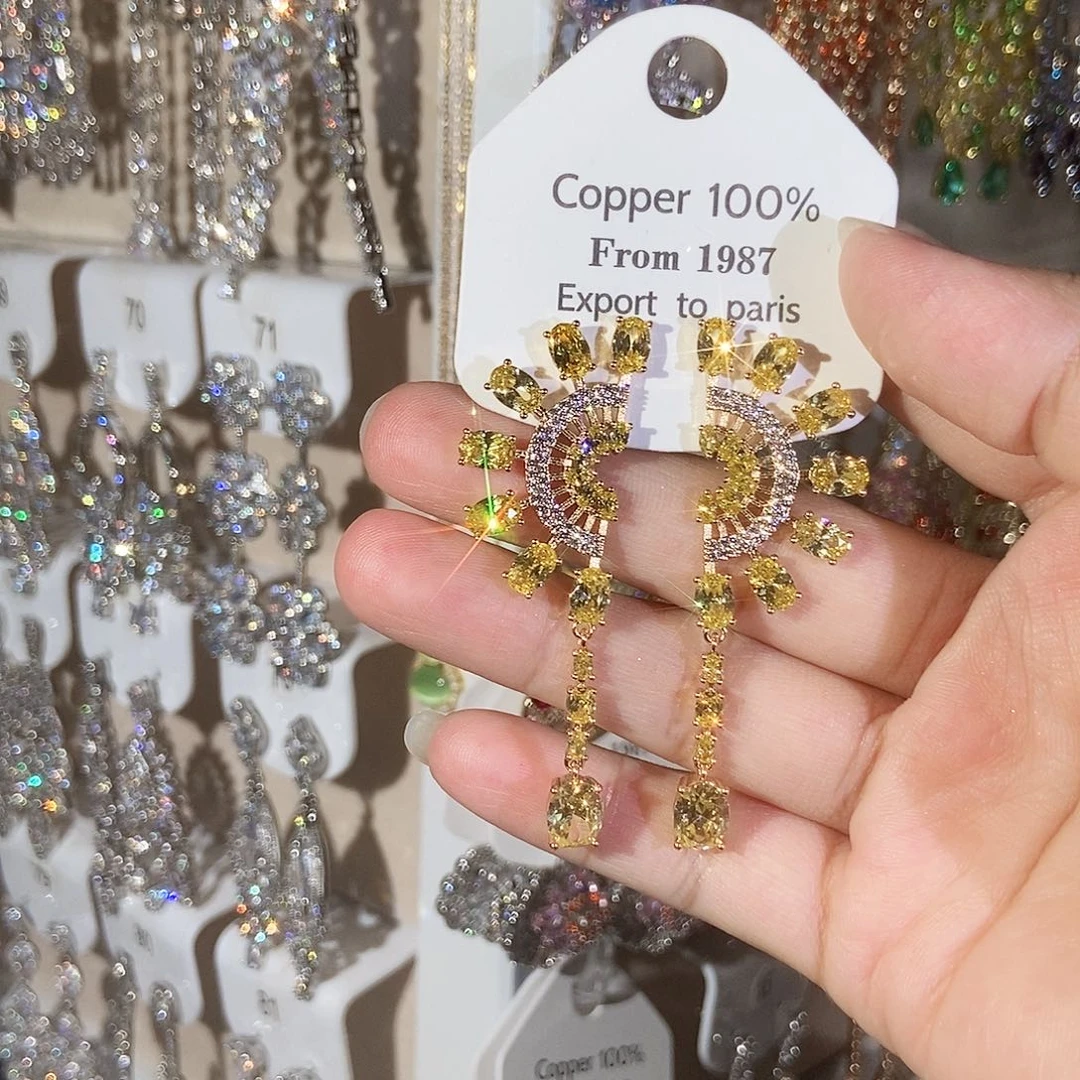 Copper 100%
From 1987
Export to paris
70
71
Copper 100%